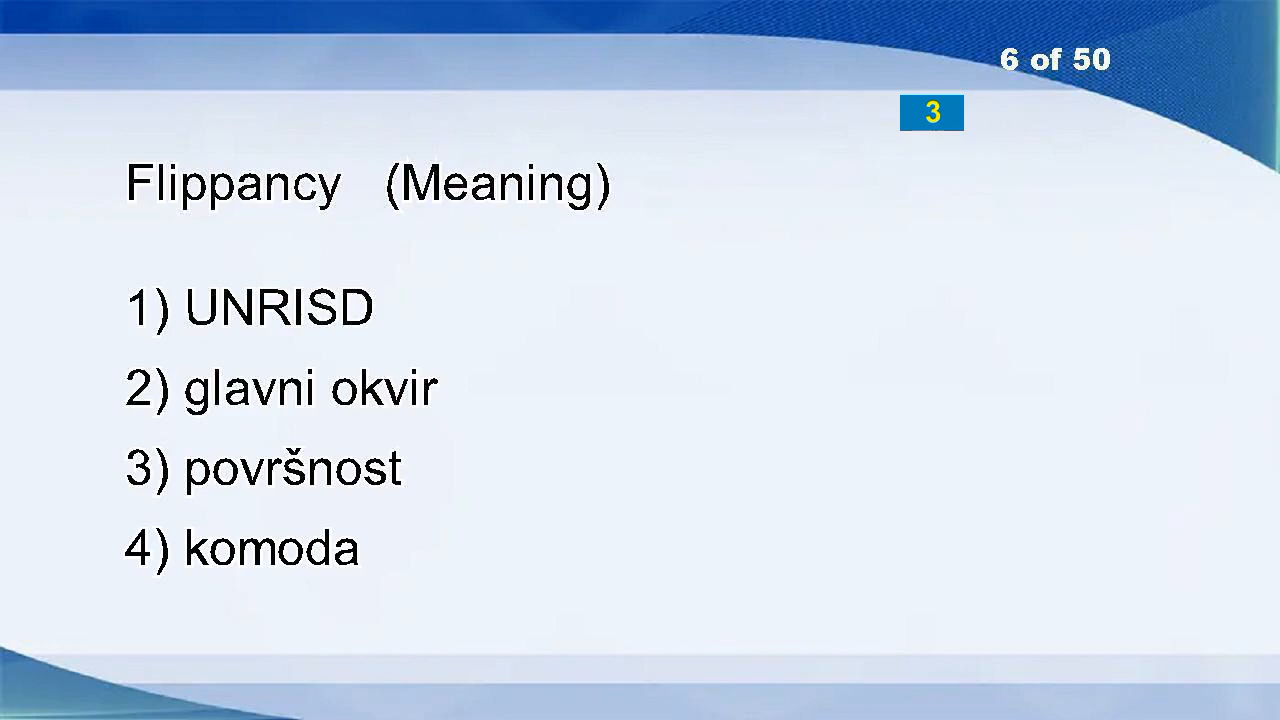 6 of 50
3
Flippancy (Meaning)
1) UNRISD
2) glavni okvir
3) površnost
4) komoda